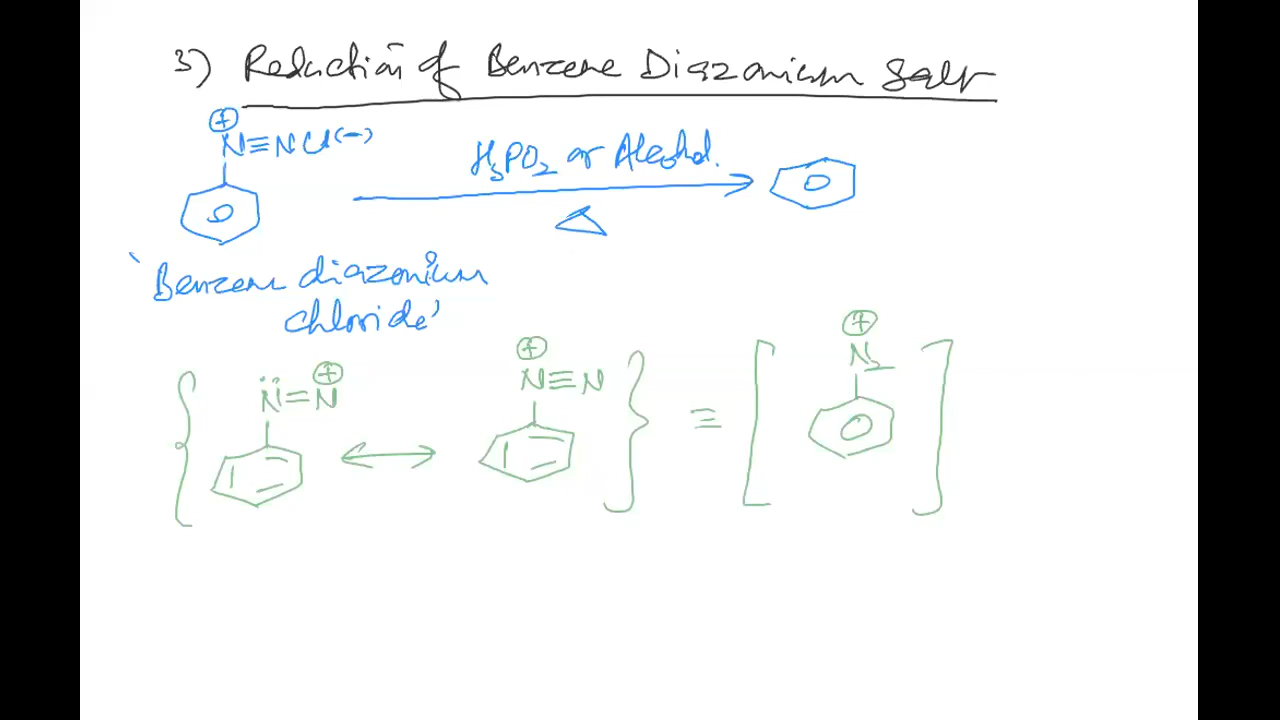 3) Reduction of Benzene Diazonium Salt
⊕
N≡NCl(−)
H₃PO₂ or Alcohol.
△
'Benzene diazonium
chloride'
⊕ ⊕ ⊕
N̈=N ⟷ N≡N ≡ N₂